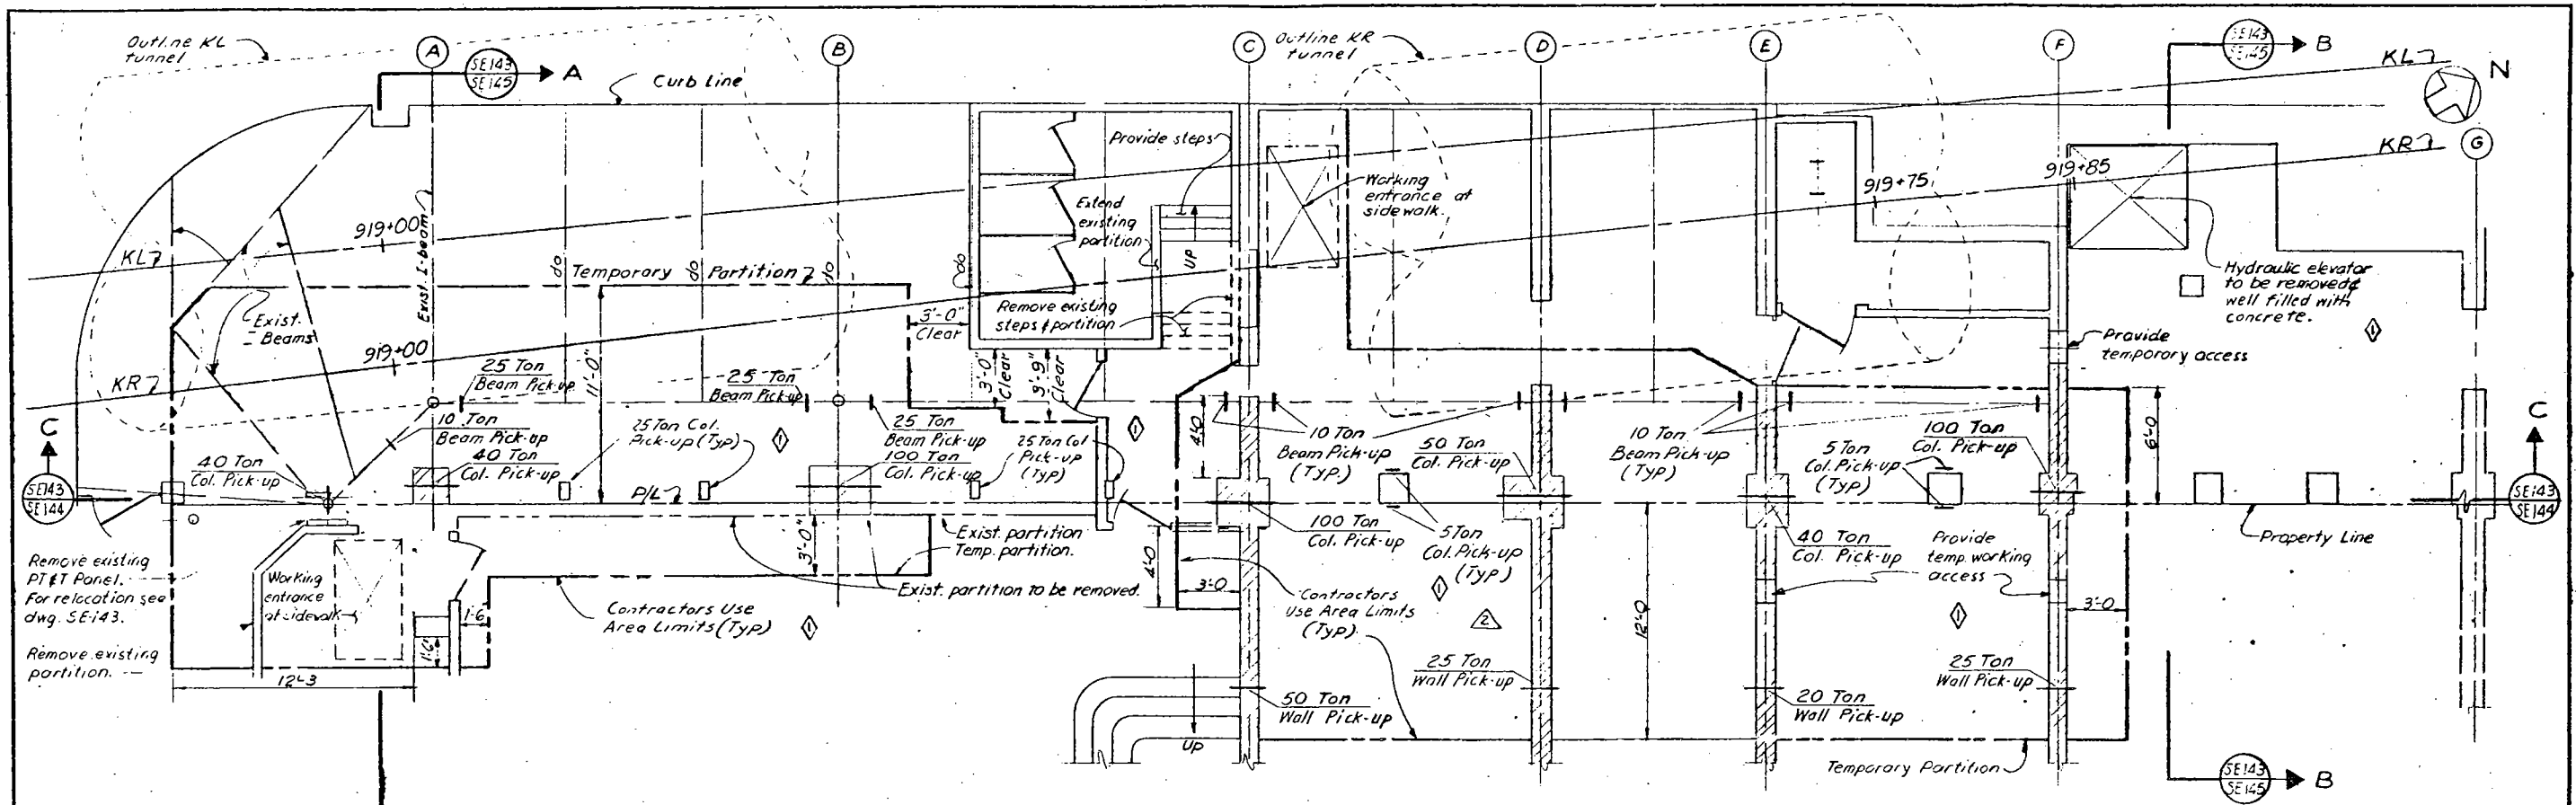 Outline KL
tunnel
A
SE143
SE145
A
Curb Line
B
C
Outline KR
tunnel
D
E
F
SE143
SE145
B
KL
N
G
KR
Provide steps
Working
entrance at
sidewalk.
919+75
919+85
Extend
existing
partition
UP
919+00
KL
Exist. I-beam
do
Temporary
do
Partition
do
do
Hydraulic elevator
to be removed &
well filled with
concrete.
Exist.
Beams
Remove existing
steps & partition
3'-0"
Clear
919+00
KR
11'-0"
25 Ton
Beam Pick-up
25 Ton
Beam Pick-up
3'-0"
Clear
3'-9"
Clear
Provide
temporary access
1
10 Ton
Beam Pick-up
25 Ton Col.
Pick-up (Typ)
1
25 Ton
Beam Pick-up
25 Ton Col
Pick-up
(Typ)
1
4'-0
10 Ton
Beam Pick-up
(Typ.)
50 Ton
Col. Pick-up
10 Ton
Beam Pick-up
(Typ)
5 Ton
Col. Pick-up
(Typ)
100 Ton
Col. Pick-up
6'-0
C
SE143
SE144
40 Ton
Col. Pick-up
40 Ton
Col. Pick-up
100 Ton
Col. Pick-up
P/L
C
SE143
SE144
Exist. partition
Temp. partition.
3'-0"
4'-0
3'-0
100 Ton
Col. Pick-up
5 Ton
Col. Pick-up
(Typ)
40 Ton
Col. Pick-up
Provide
temp. working
access
Property Line
Remove existing
PT&T Panel.
For relocation see
dwg. SE-143.
Working
entrance
at sidewalk
Exist. partition to be removed.
Contractors Use
Area Limits (Typ)
1
Contractors
Use Area Limits
(Typ).
1
2
12'-0
1
3'-0
Remove existing
partition.
1'-6
1'-6
12'-3
25 Ton
Wall Pick-up
25 Ton
Wall Pick-up
50 Ton
Wall Pick-up
20 Ton
Wall Pick-up
UP
Temporary Partition
SE143
SE145
B